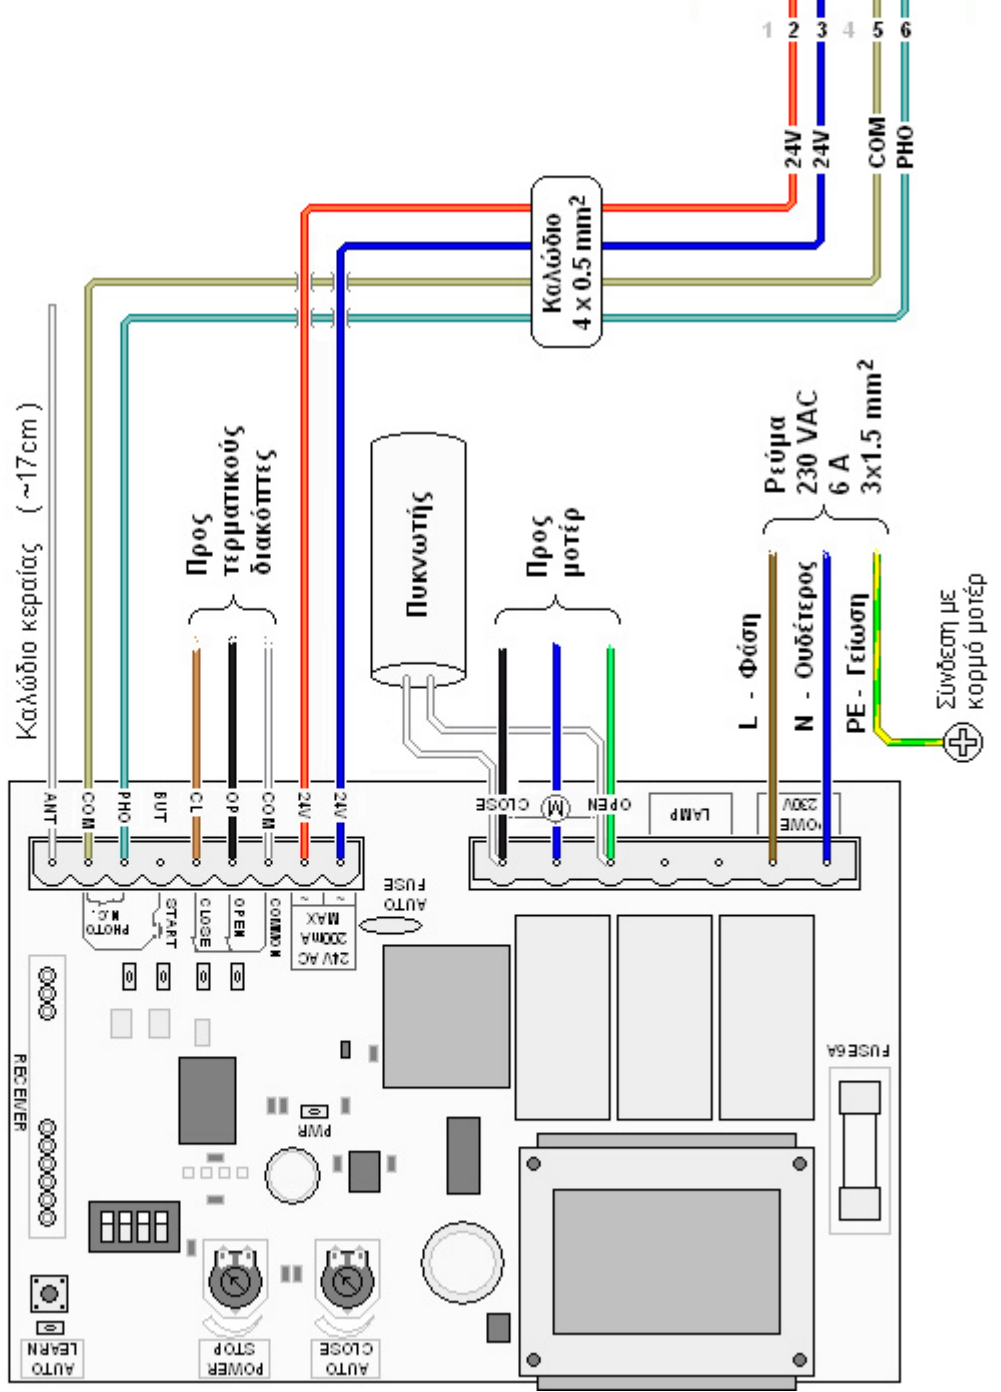 1 2 3 4 5 6
24V
24V
COM
PHO
Καλώδιο
4 x 0.5 mm²
Καλώδιο κεραίας ( ~17cm )
Προς
τερματικούς
διακόπτες
Πυκνωτής
Προς
μοτέρ
Ρεύμα
230 VAC
6 A
3x1.5 mm²
L - Φάση
N - Ουδέτερος
PE - Γείωση
Σύνδεση με
κορμό μοτέρ
ANT
COM
PHO
BUT
CL
OP
COM
24V
24V
CLOSE
M
OPEN
LAMP
POWE
230V
PHOTO
N.C.
START
CLOSE
OPEN
COMMON
~ ~
24V AC
200mA
MAX
AUTO
FUSE
RECEIVER
PWR
FUSE6A
AUTO
LEARN
POWER
STOP
AUTO
CLOSE